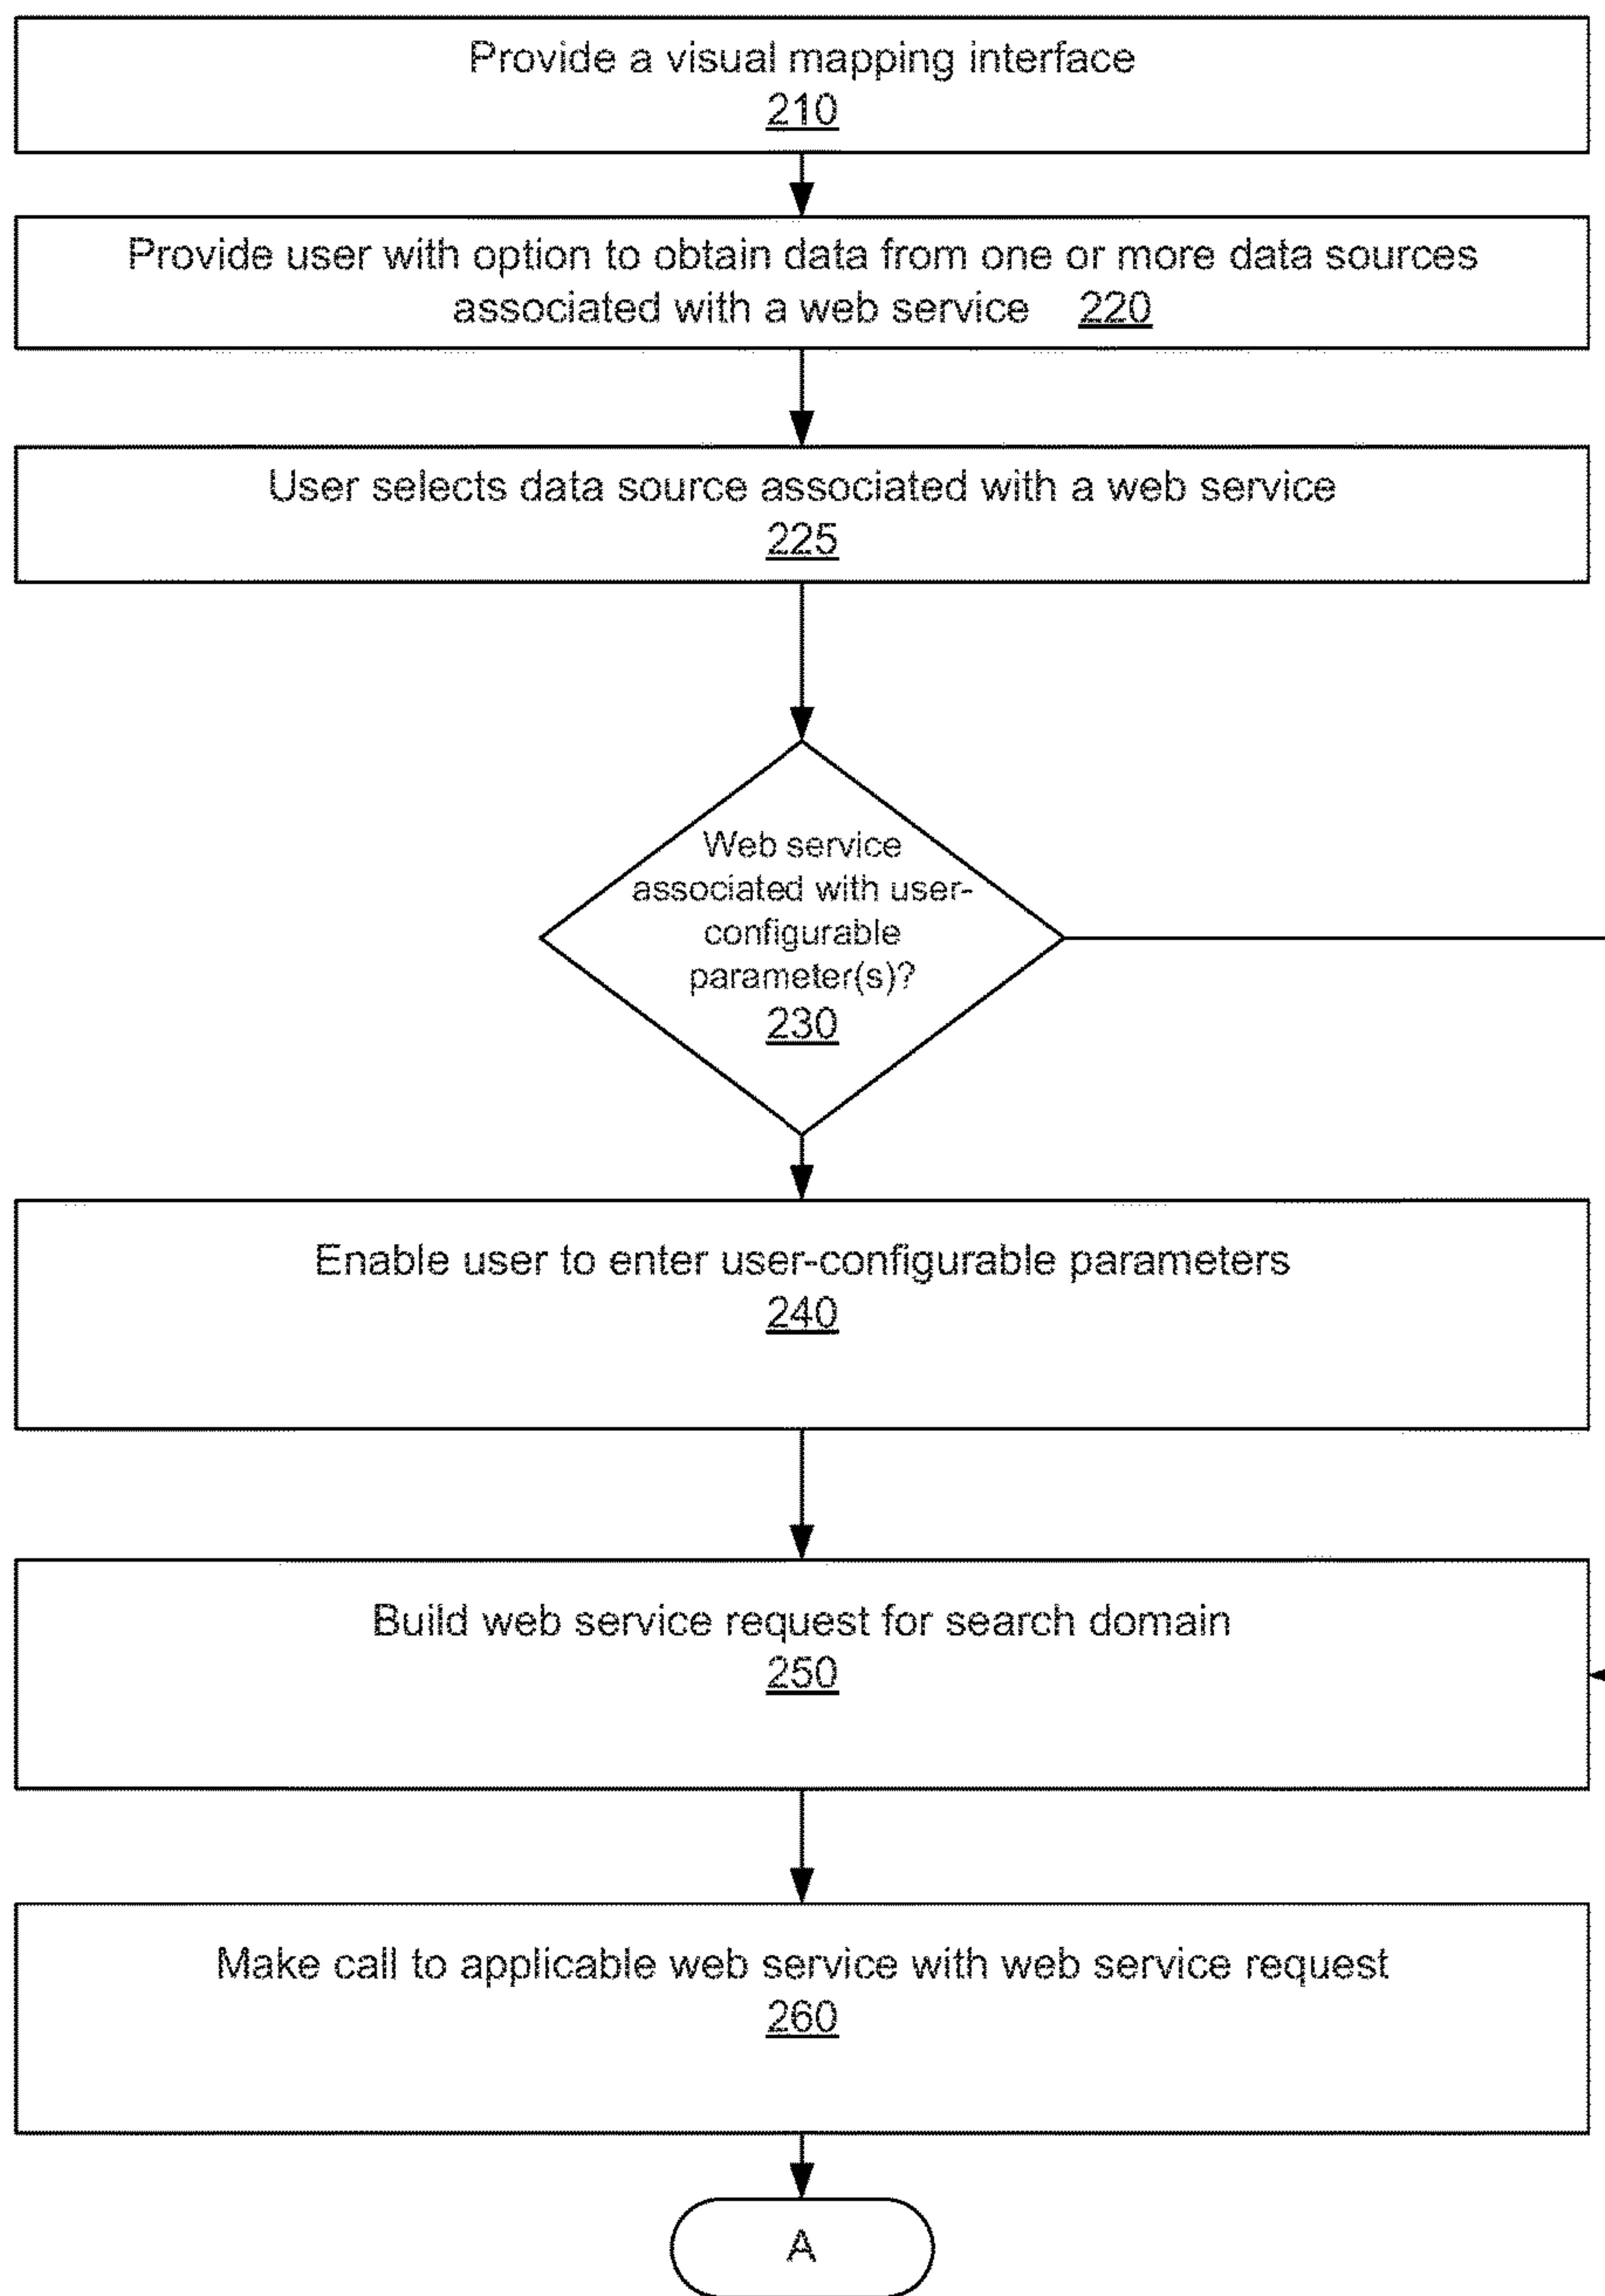 Provide a visual mapping interface
210
Provide user with option to obtain data from one or more data sources
associated with a web service 220
User selects data source associated with a web service
225
Web service
associated with user-
configurable
parameter(s)?
230
Enable user to enter user-configurable parameters
240
Build web service request for search domain
250
Make call to applicable web service with web service request
260
A